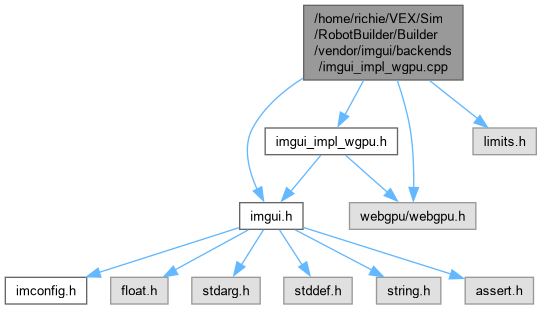 /home/richie/VEX/Sim
/RobotBuilder/Builder
/vendor/imgui/backends
/imgui_impl_wgpu.cpp
imgui_impl_wgpu.h
limits.h
imgui.h
webgpu/webgpu.h
imconfig.h
float.h
stdarg.h
stddef.h
string.h
assert.h